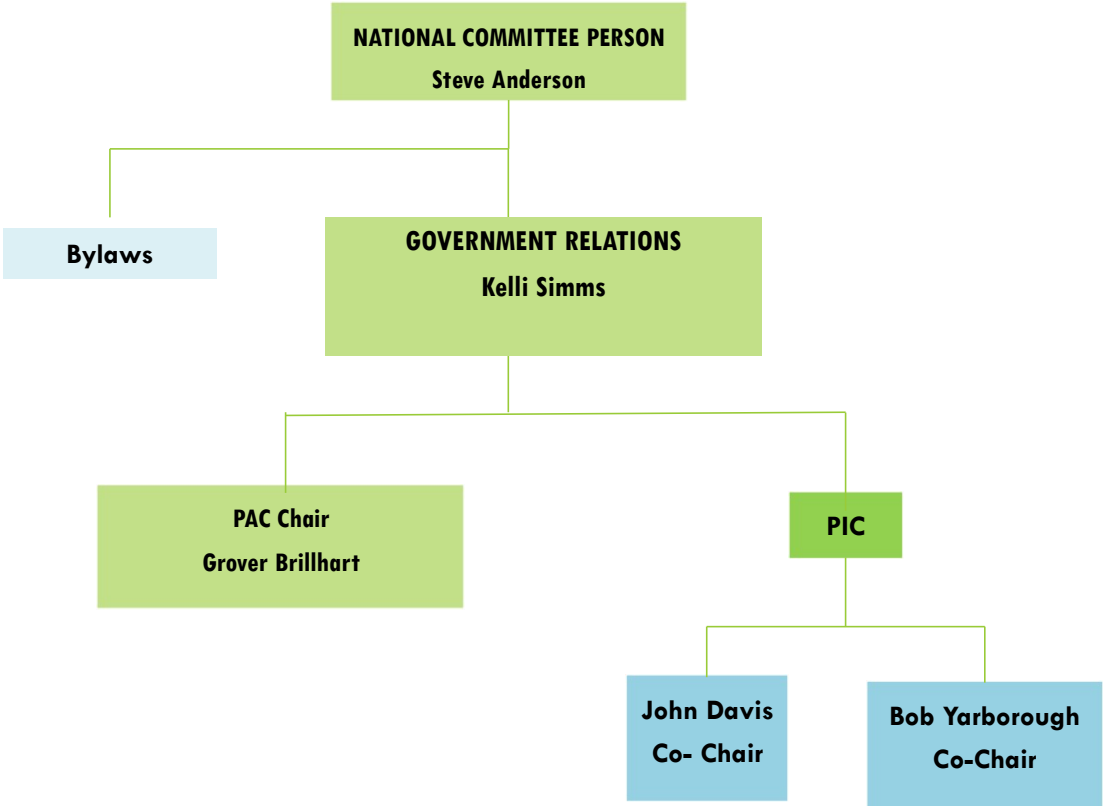 NATIONAL COMMITTEE PERSON
Steve Anderson
Bylaws
GOVERNMENT RELATIONS
Kelli Simms
PAC Chair
Grover Brillhart
PIC
John Davis
Co- Chair
Bob Yarborough
Co-Chair